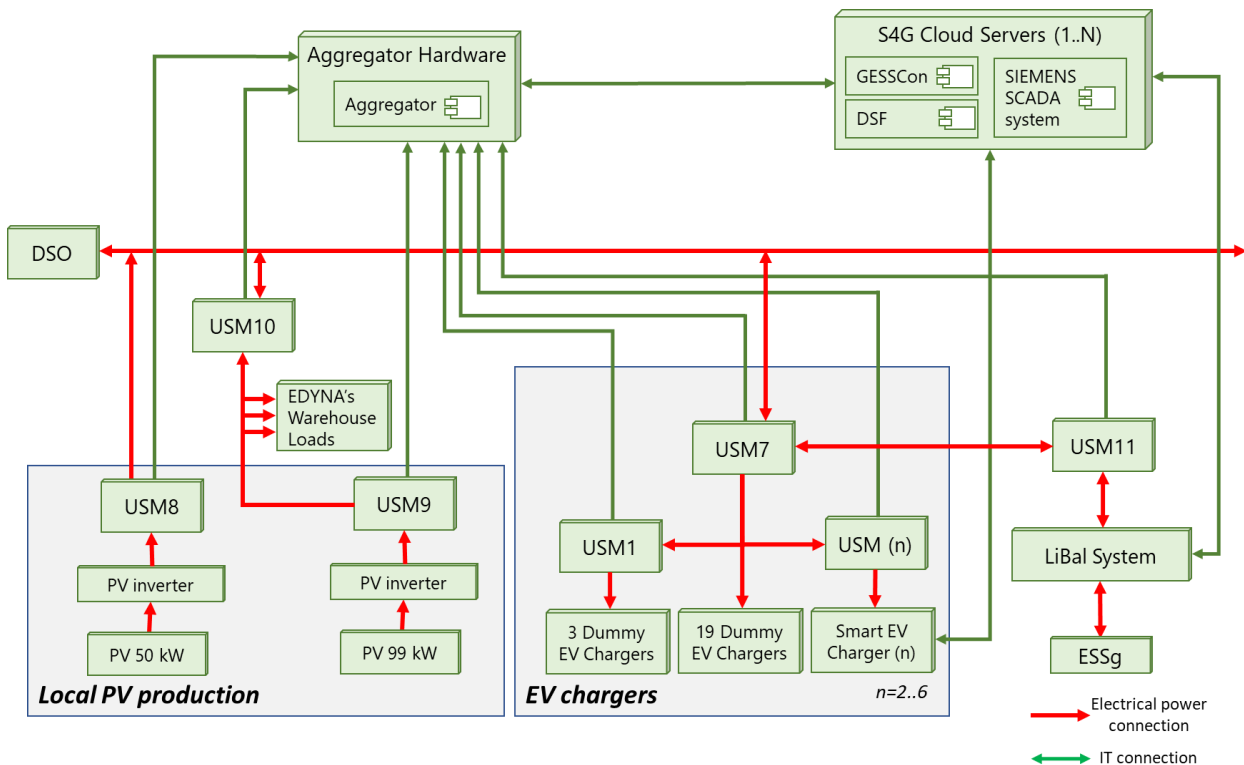 Aggregator Hardware
Aggregator
S4G Cloud Servers (1..N)
GESSCon
DSF
SIEMENS
SCADA
system
DSO
USM10
EDYNA's
Warehouse
Loads
USM8
USM9
PV inverter
PV inverter
PV 50 kW
PV 99 kW
Local PV production
USM7
USM11
USM1
USM (n)
LiBal System
3 Dummy
EV Chargers
19 Dummy
EV Chargers
Smart EV
Charger (n)
ESSg
EV chargers
n=2..6
Electrical power
connection
IT connection